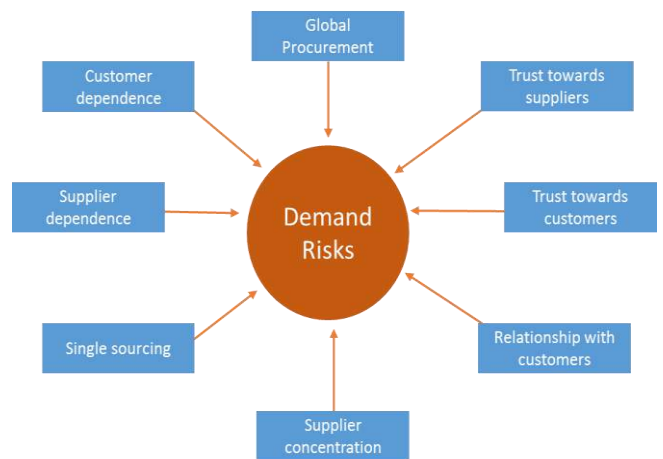 Global
Procurement
Customer
dependence
Trust towards
suppliers
Supplier
dependence
Demand
Risks
Trust towards
customers
Single sourcing
Relationship with
customers
Supplier
concentration